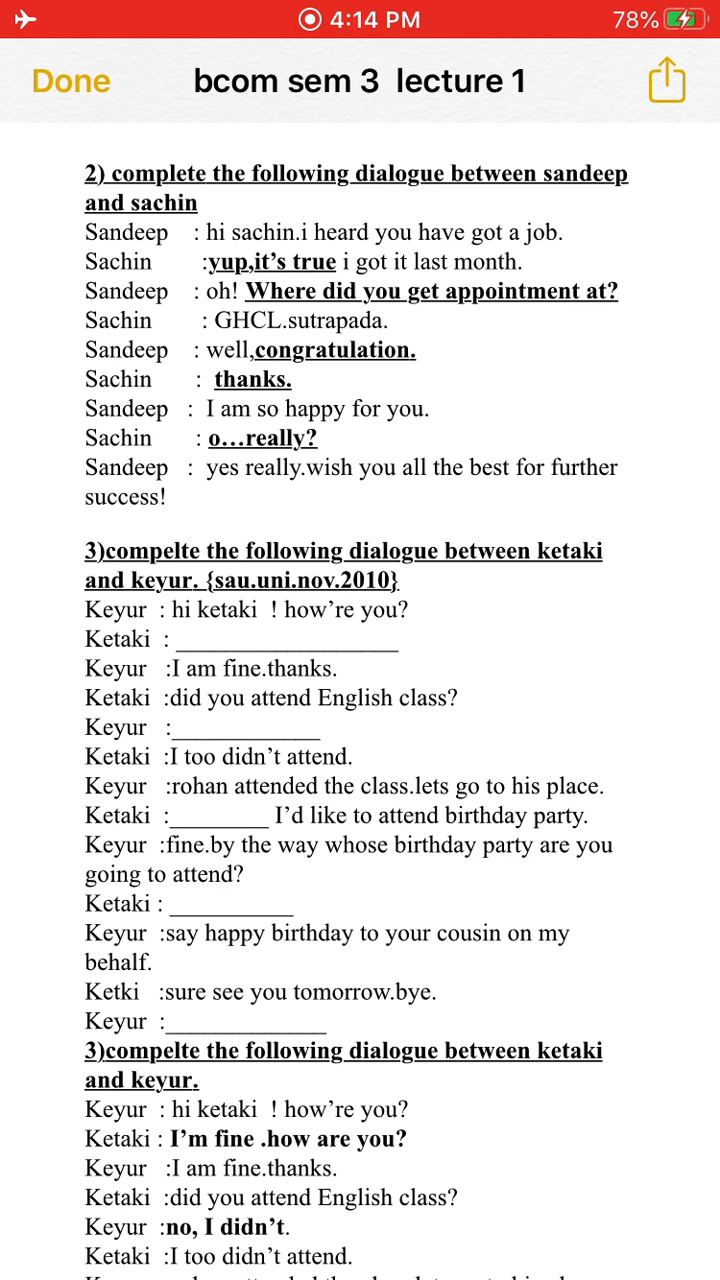 4:14 PM
78%
Done
bcom sem 3 lecture 1
2) complete the following dialogue between sandeep
and sachin
Sandeep : hi sachin.i heard you have got a job.
Sachin :yup,it's true i got it last month.
Sandeep : oh! Where did you get appointment at?
Sachin : GHCL.sutrapada.
Sandeep : well,congratulation.
Sachin : thanks.
Sandeep : I am so happy for you.
Sachin : o…really?
Sandeep : yes really.wish you all the best for further
success!
3)compelte the following dialogue between ketaki
and keyur. {sau.uni.nov.2010}
Keyur : hi ketaki ! how're you?
Ketaki : __________________
Keyur :I am fine.thanks.
Ketaki :did you attend English class?
Keyur :____________
Ketaki :I too didn't attend.
Keyur :rohan attended the class.lets go to his place.
Ketaki :________ I'd like to attend birthday party.
Keyur :fine.by the way whose birthday party are you
going to attend?
Ketaki : __________
Keyur :say happy birthday to your cousin on my
behalf.
Ketki :sure see you tomorrow.bye.
Keyur :_____________
3)compelte the following dialogue between ketaki
and keyur.
Keyur : hi ketaki ! how're you?
Ketaki : I'm fine .how are you?
Keyur :I am fine.thanks.
Ketaki :did you attend English class?
Keyur :no, I didn't.
Ketaki :I too didn't attend.